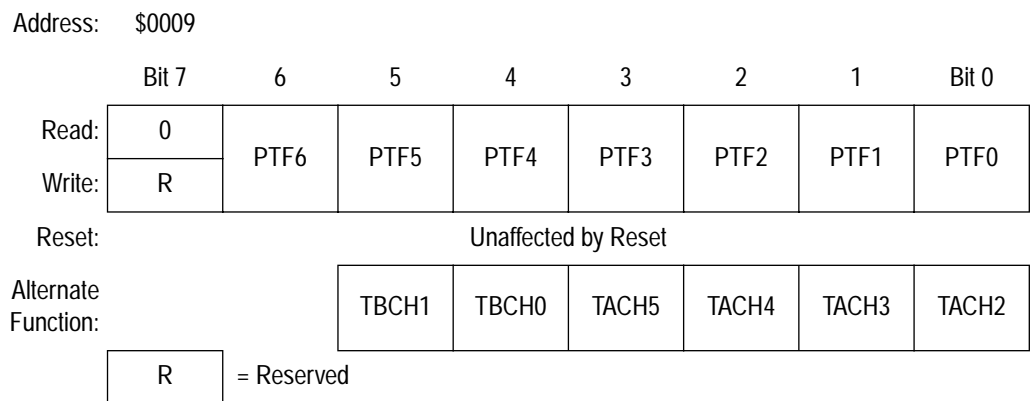 Address: $0009
Bit 7 6 5 4 3 2 1 Bit 0
Read: 0 PTF6 PTF5 PTF4 PTF3 PTF2 PTF1 PTF0
Write: R
Reset: Unaffected by Reset
Alternate
Function: TBCH1 TBCH0 TACH5 TACH4 TACH3 TACH2
R = Reserved